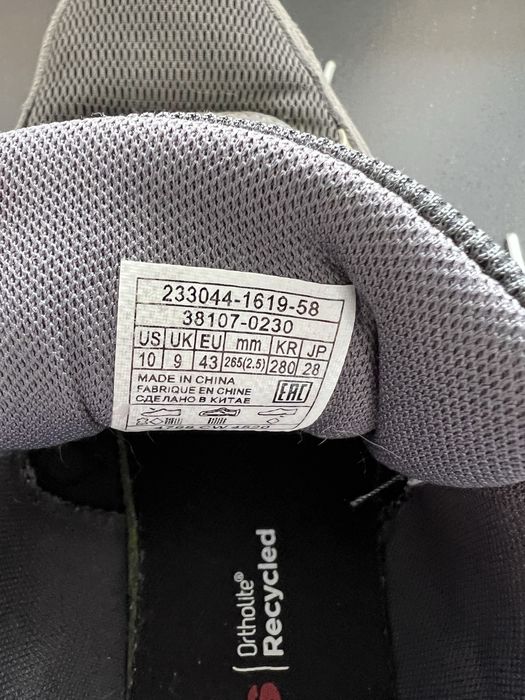 233044-1619-58
38107-0230
US UK EU mm KR JP
10 9 43 265(2.5) 280 28
MADE IN CHINA
FABRIQUE EN CHINE
СДЕЛАНО В КИТАЕ
EAC
Ortholite®
Recycled